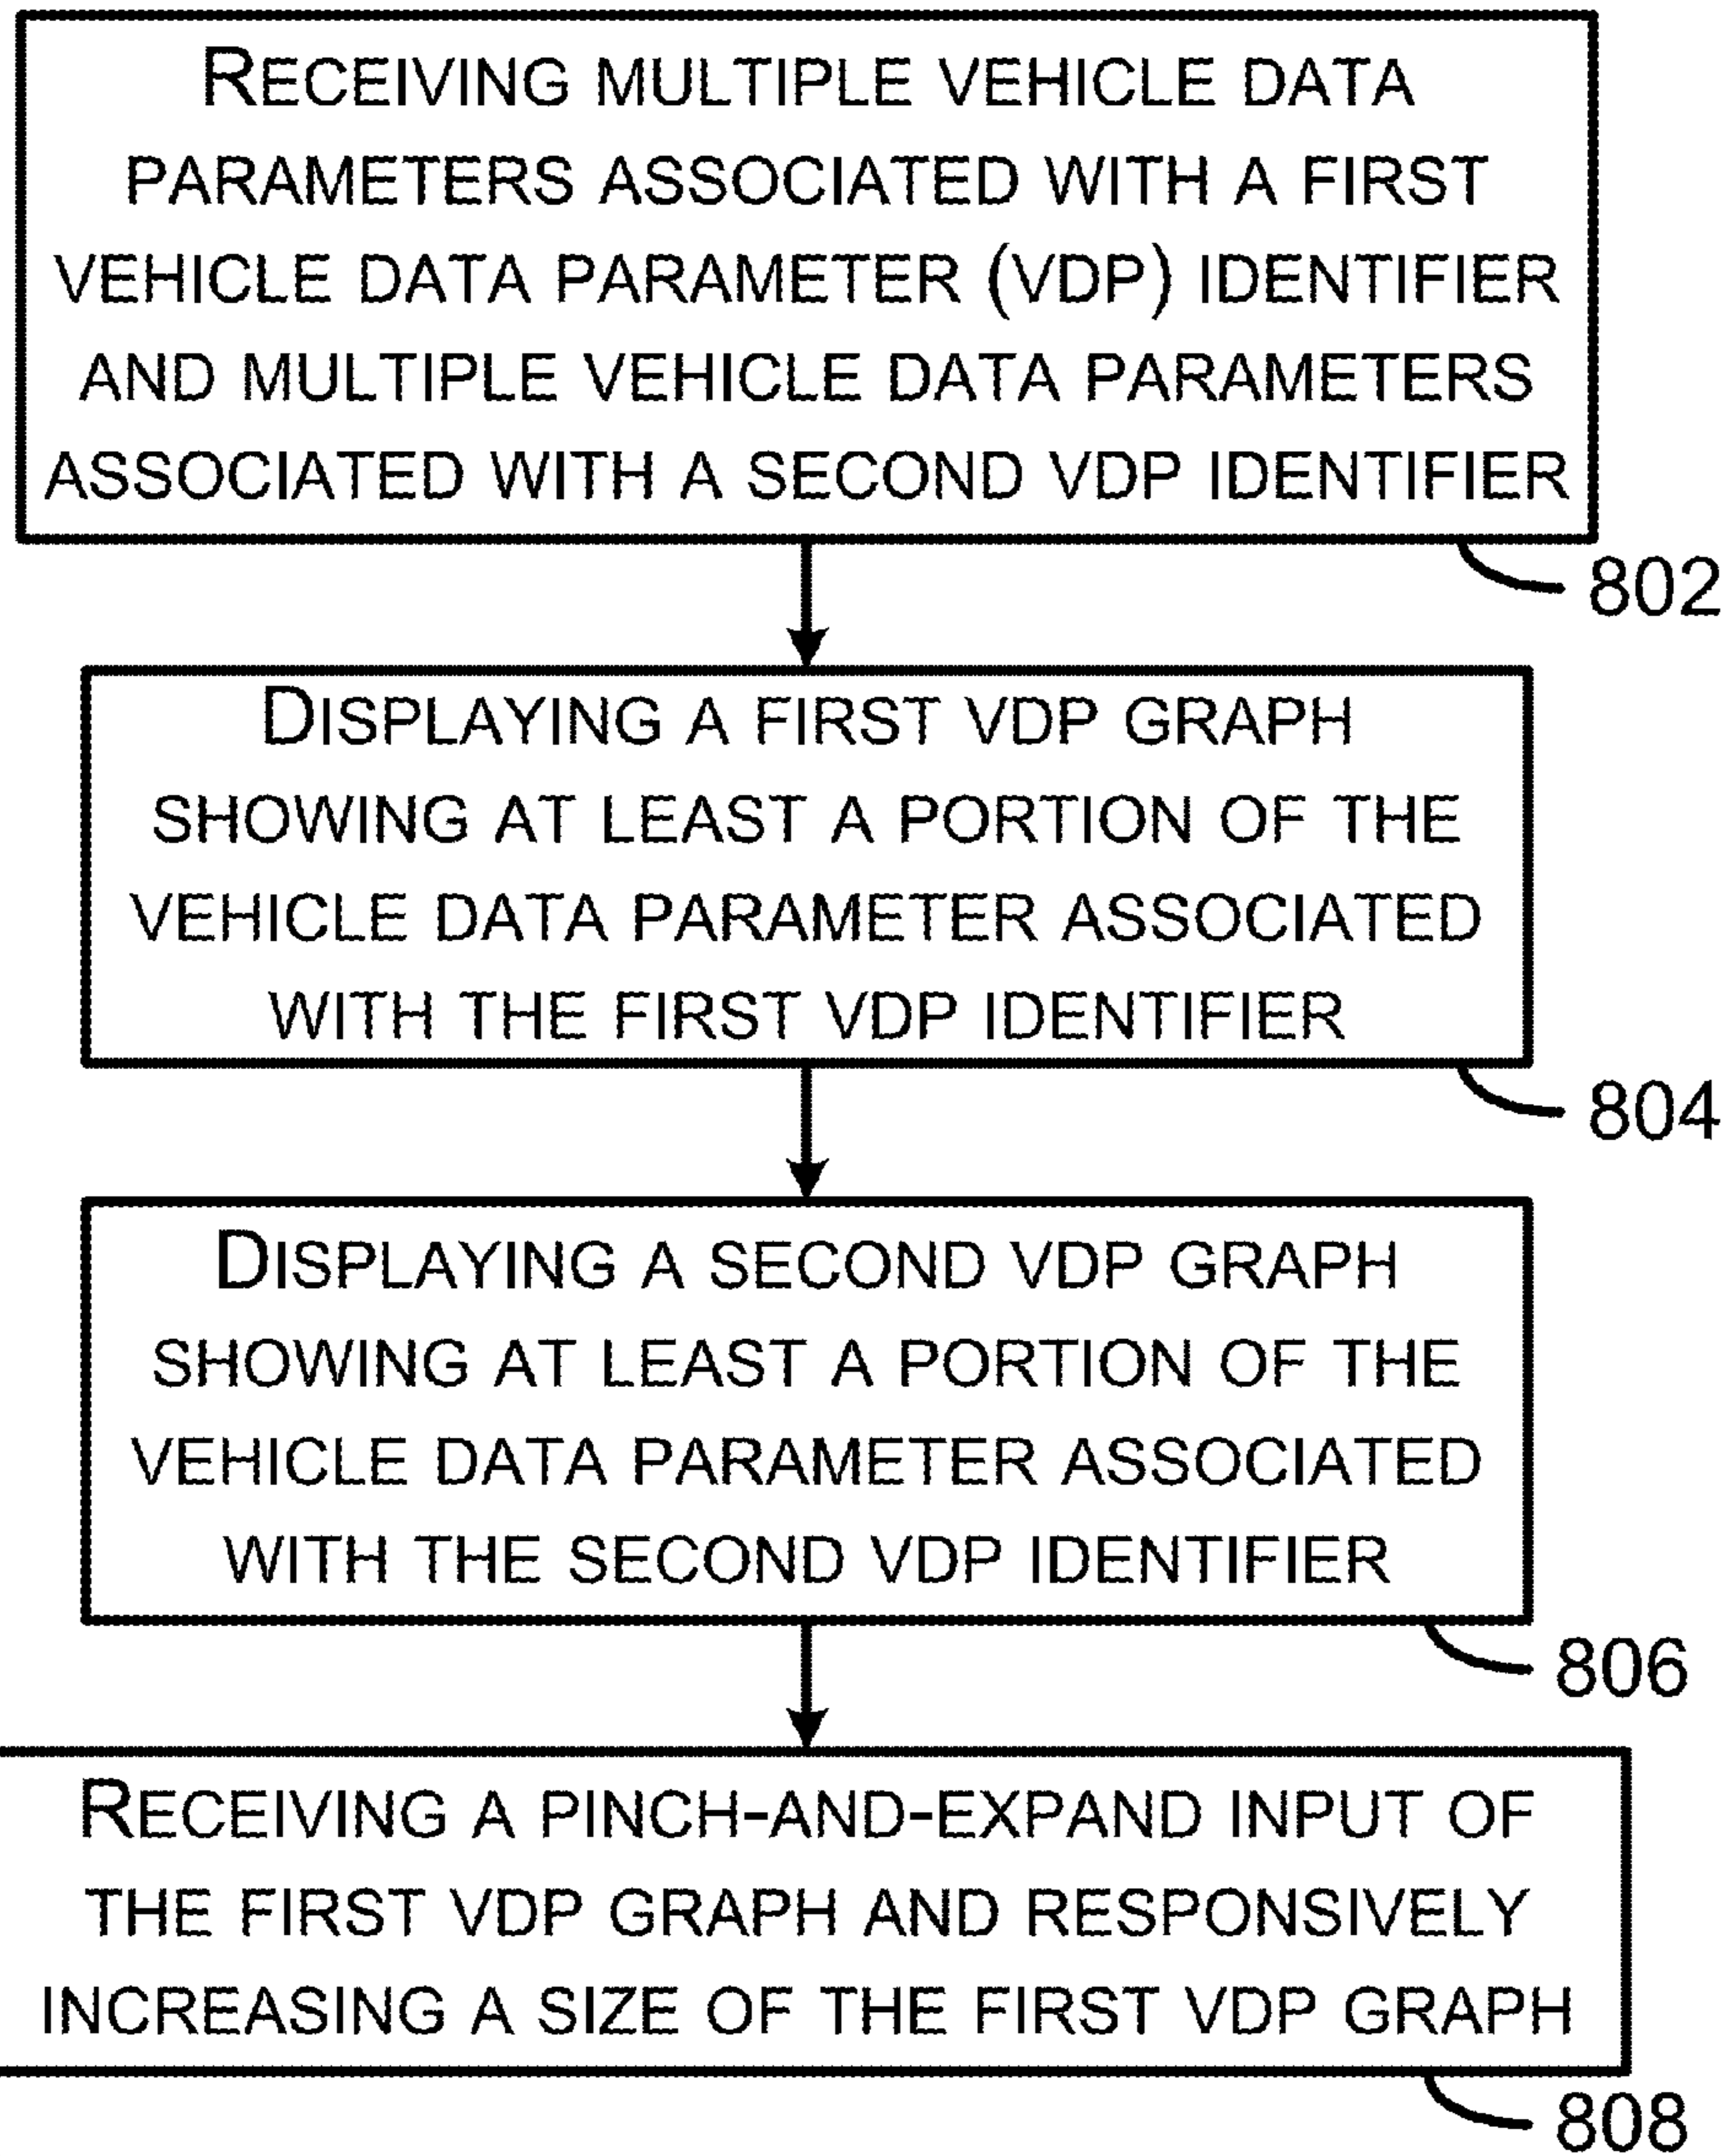 RECEIVING MULTIPLE VEHICLE DATA
PARAMETERS ASSOCIATED WITH A FIRST
VEHICLE DATA PARAMETER (VDP) IDENTIFIER
AND MULTIPLE VEHICLE DATA PARAMETERS
ASSOCIATED WITH A SECOND VDP IDENTIFIER
802
DISPLAYING A FIRST VDP GRAPH
SHOWING AT LEAST A PORTION OF THE
VEHICLE DATA PARAMETER ASSOCIATED
WITH THE FIRST VDP IDENTIFIER
804
DISPLAYING A SECOND VDP GRAPH
SHOWING AT LEAST A PORTION OF THE
VEHICLE DATA PARAMETER ASSOCIATED
WITH THE SECOND VDP IDENTIFIER
806
RECEIVING A PINCH-AND-EXPAND INPUT OF
THE FIRST VDP GRAPH AND RESPONSIVELY
INCREASING A SIZE OF THE FIRST VDP GRAPH
808